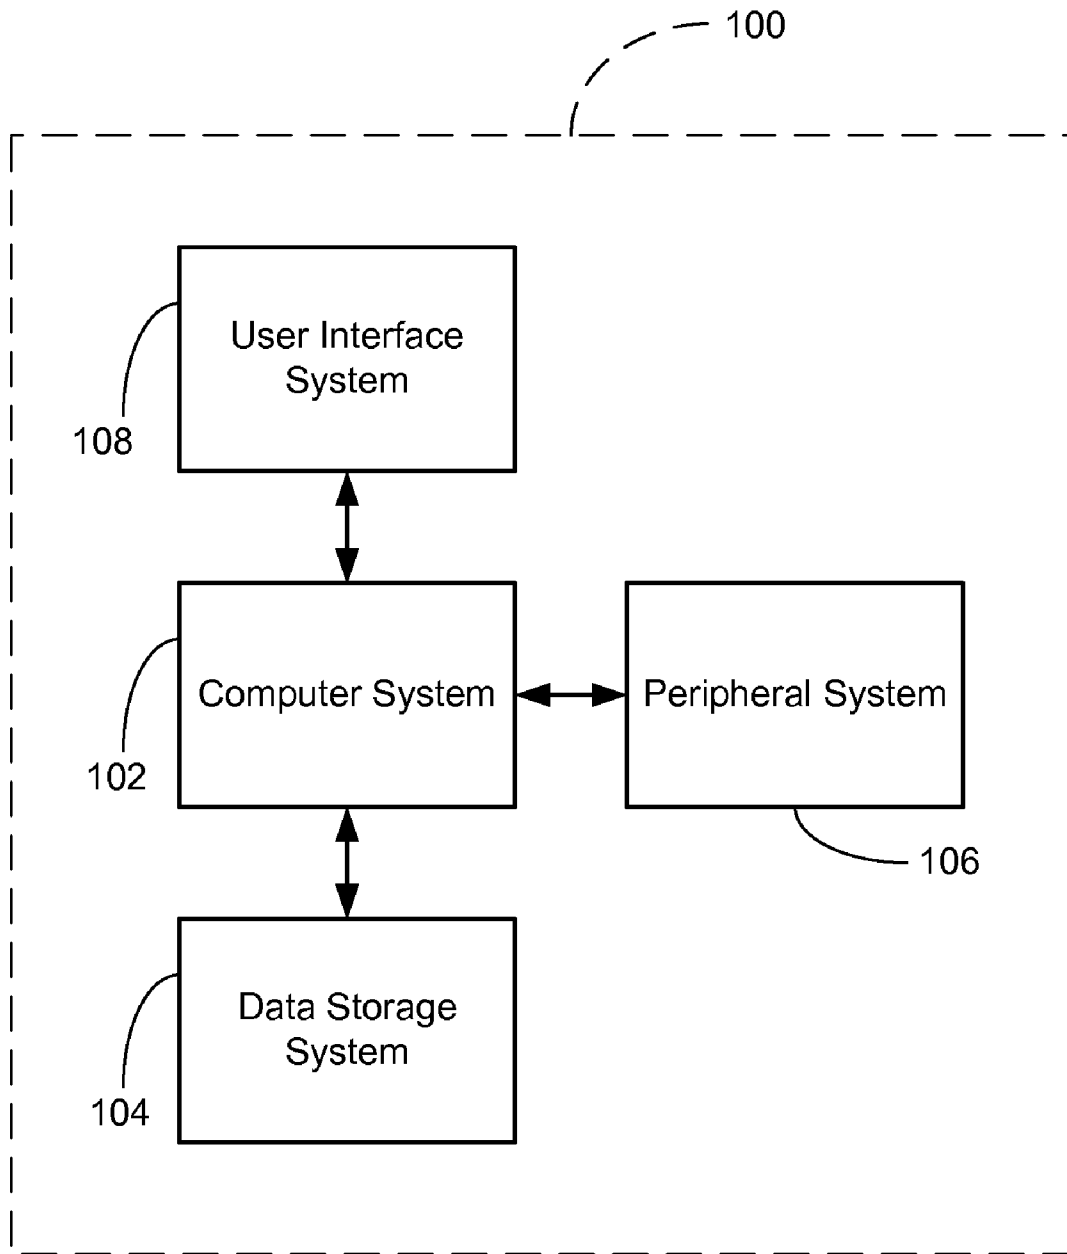 100
User Interface
System
108
Computer System
Peripheral System
102
106
Data Storage
System
104